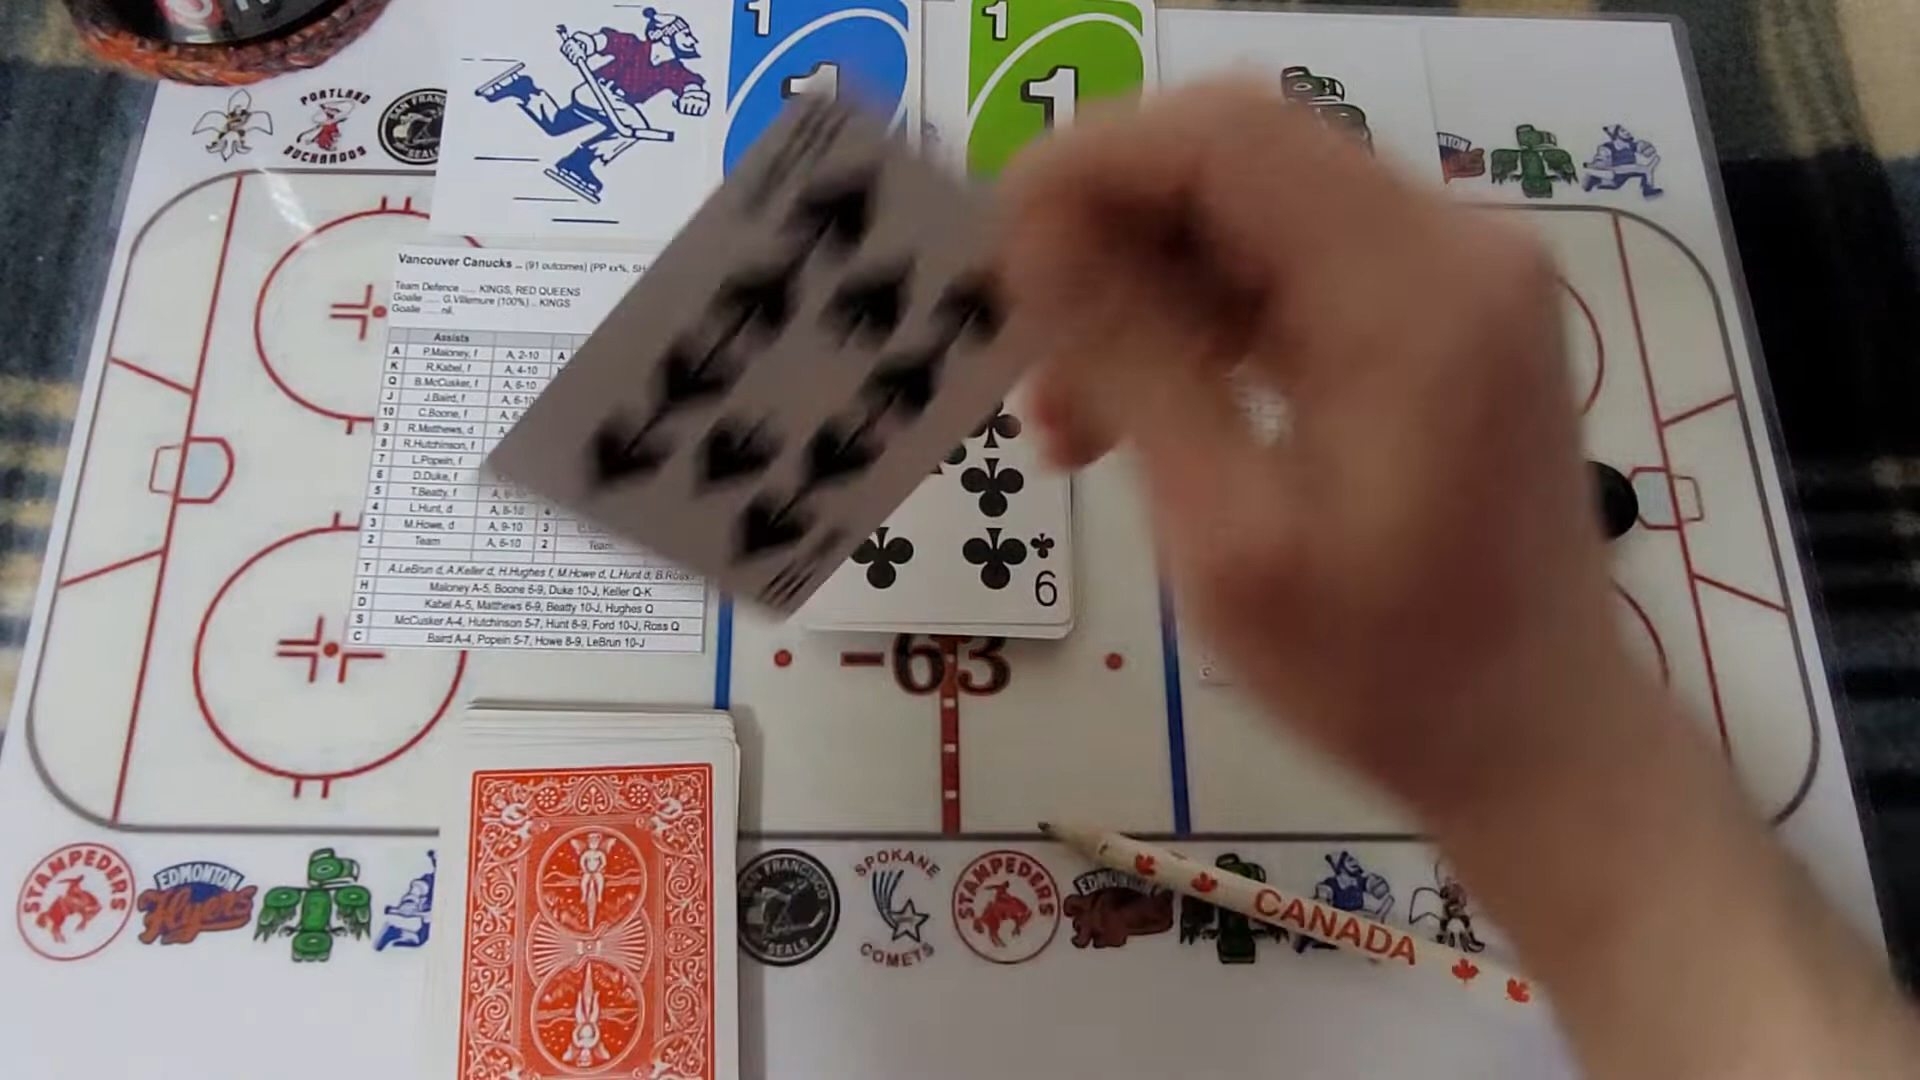 1
1
PORTLAND
BUCKAROOS
SAN FRANC
SEALS
Vancouver Canucks .. (91 outcomes) (PP xx%, SH
Team Defence .... KINGS, RED QUEENS
Goalie .... G.Villemure (100%) .. KINGS
Goalie .... nil.
Assists
A P.Maloney, f A, 2-10 A
K R.Kabel, f A, 4-10
Q B.McCusker, f A, 6-10
J J.Baird, f A, 6-10
10 C.Boone, f A, 6-
9 R.Matthews, d A,
8 R.Hutchinson, f
7 L.Popein, f
6 D.Duke, f
5 T.Beatty, f
4 L.Hunt, d A, 8-10 4
3 M.Howe, d A, 9-10 3
2 Team A, 6-10 2 Team
T A.LeBrun d, A.Keller d, H.Hughes f, M.Howe d, L.Hunt d, B.Ross
H Maloney A-5, Boone 6-9, Duke 10-J, Keller Q-K
D Kabel A-5, Matthews 6-9, Beatty 10-J, Hughes Q
S McCusker A-4, Hutchinson 5-7, Hunt 8-9, Ford 10-J, Ross Q
C Baird A-4, Popein 5-7, Howe 8-9, LeBrun 10-J
9
-63
STAMPEDERS
EDMONTON
Flyers
SAN FRANCISCO
SEALS
SPOKANE
COMETS
STAMPEDERS
CANADA